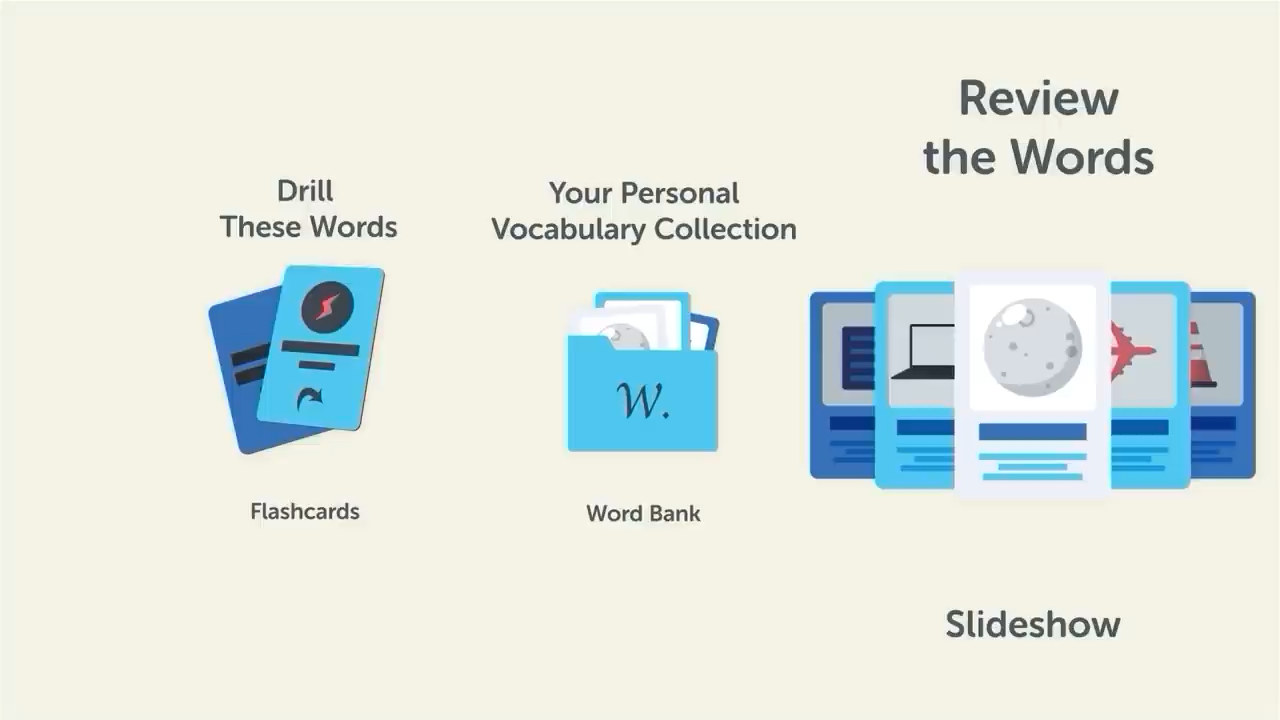 Drill
These Words
Flashcards
Your Personal
Vocabulary Collection
W.
Word Bank
Review
the Words
Slideshow